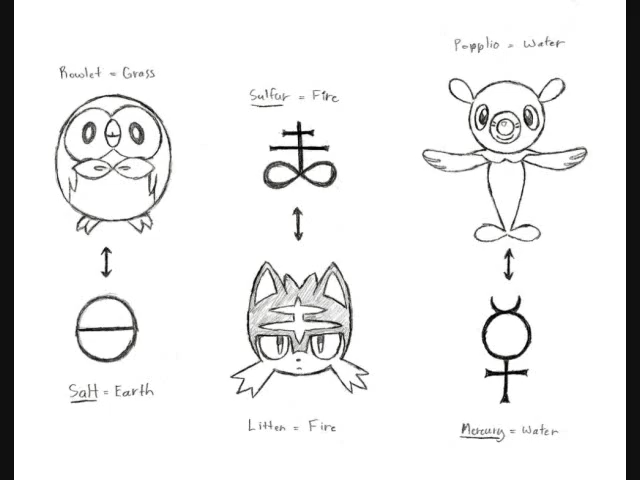 Rowlet = Grass
Salt = Earth
Sulfur = Fire
Litten = Fire
Popplio = Water
Mercury = Water